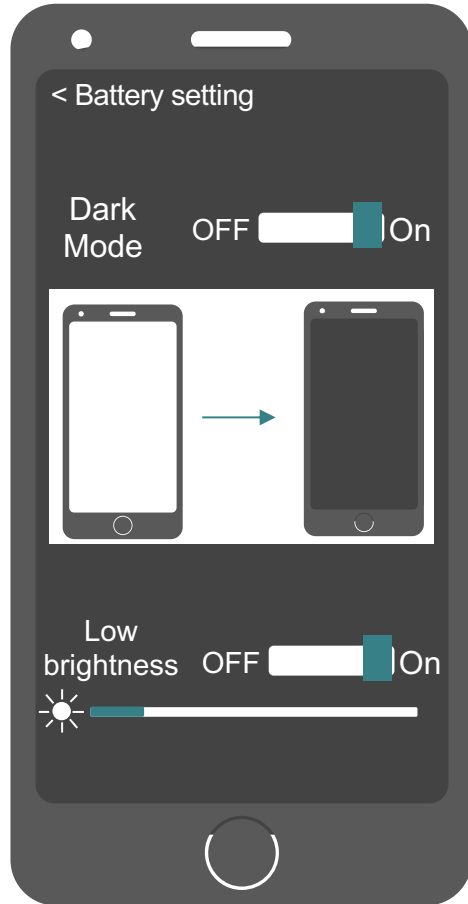 < Battery setting
Dark
Mode
OFF On
Low
brightness
OFF On